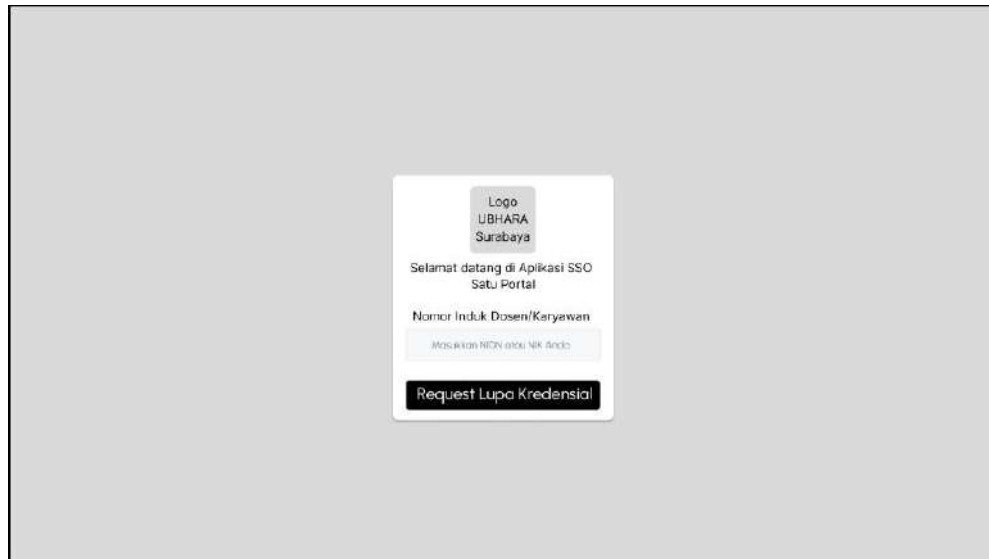 Logo
UBHARA
Surabaya
Selamat datang di Aplikasi SSO
Satu Portal
Nomor Induk Dosen/Karyawan
Masukkan NIDN atau NIK Anda
Request Lupa Kredensial